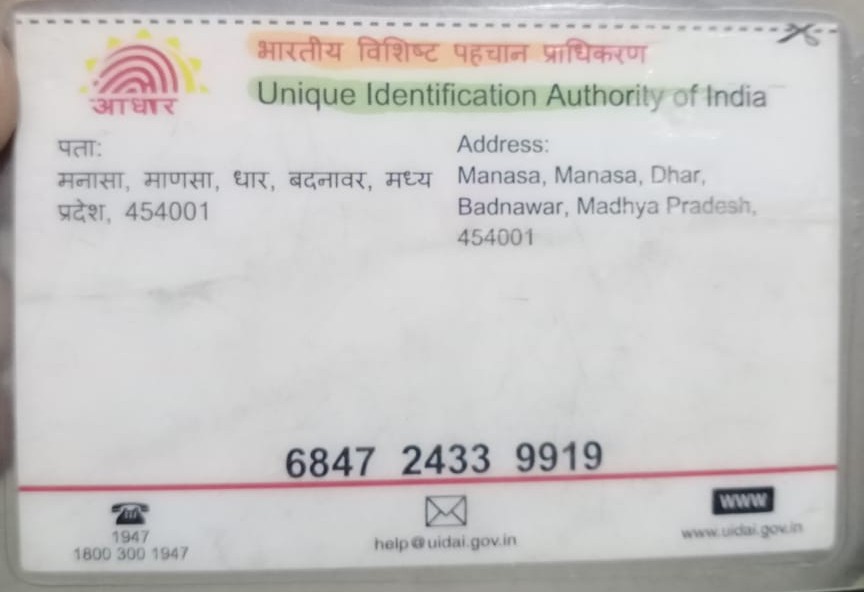 भारतीय विशिष्ट पहचान प्राधिकरण
Unique Identification Authority of India
आधार
पता:
मनासा, माणसा, धार, बदनावर, मध्य
प्रदेश, 454001
Address:
Manasa, Manasa, Dhar,
Badnawar, Madhya Pradesh,
454001
6847 2433 9919
1947
1800 300 1947
help@uidai.gov.in
WWW
www.uidai.gov.in